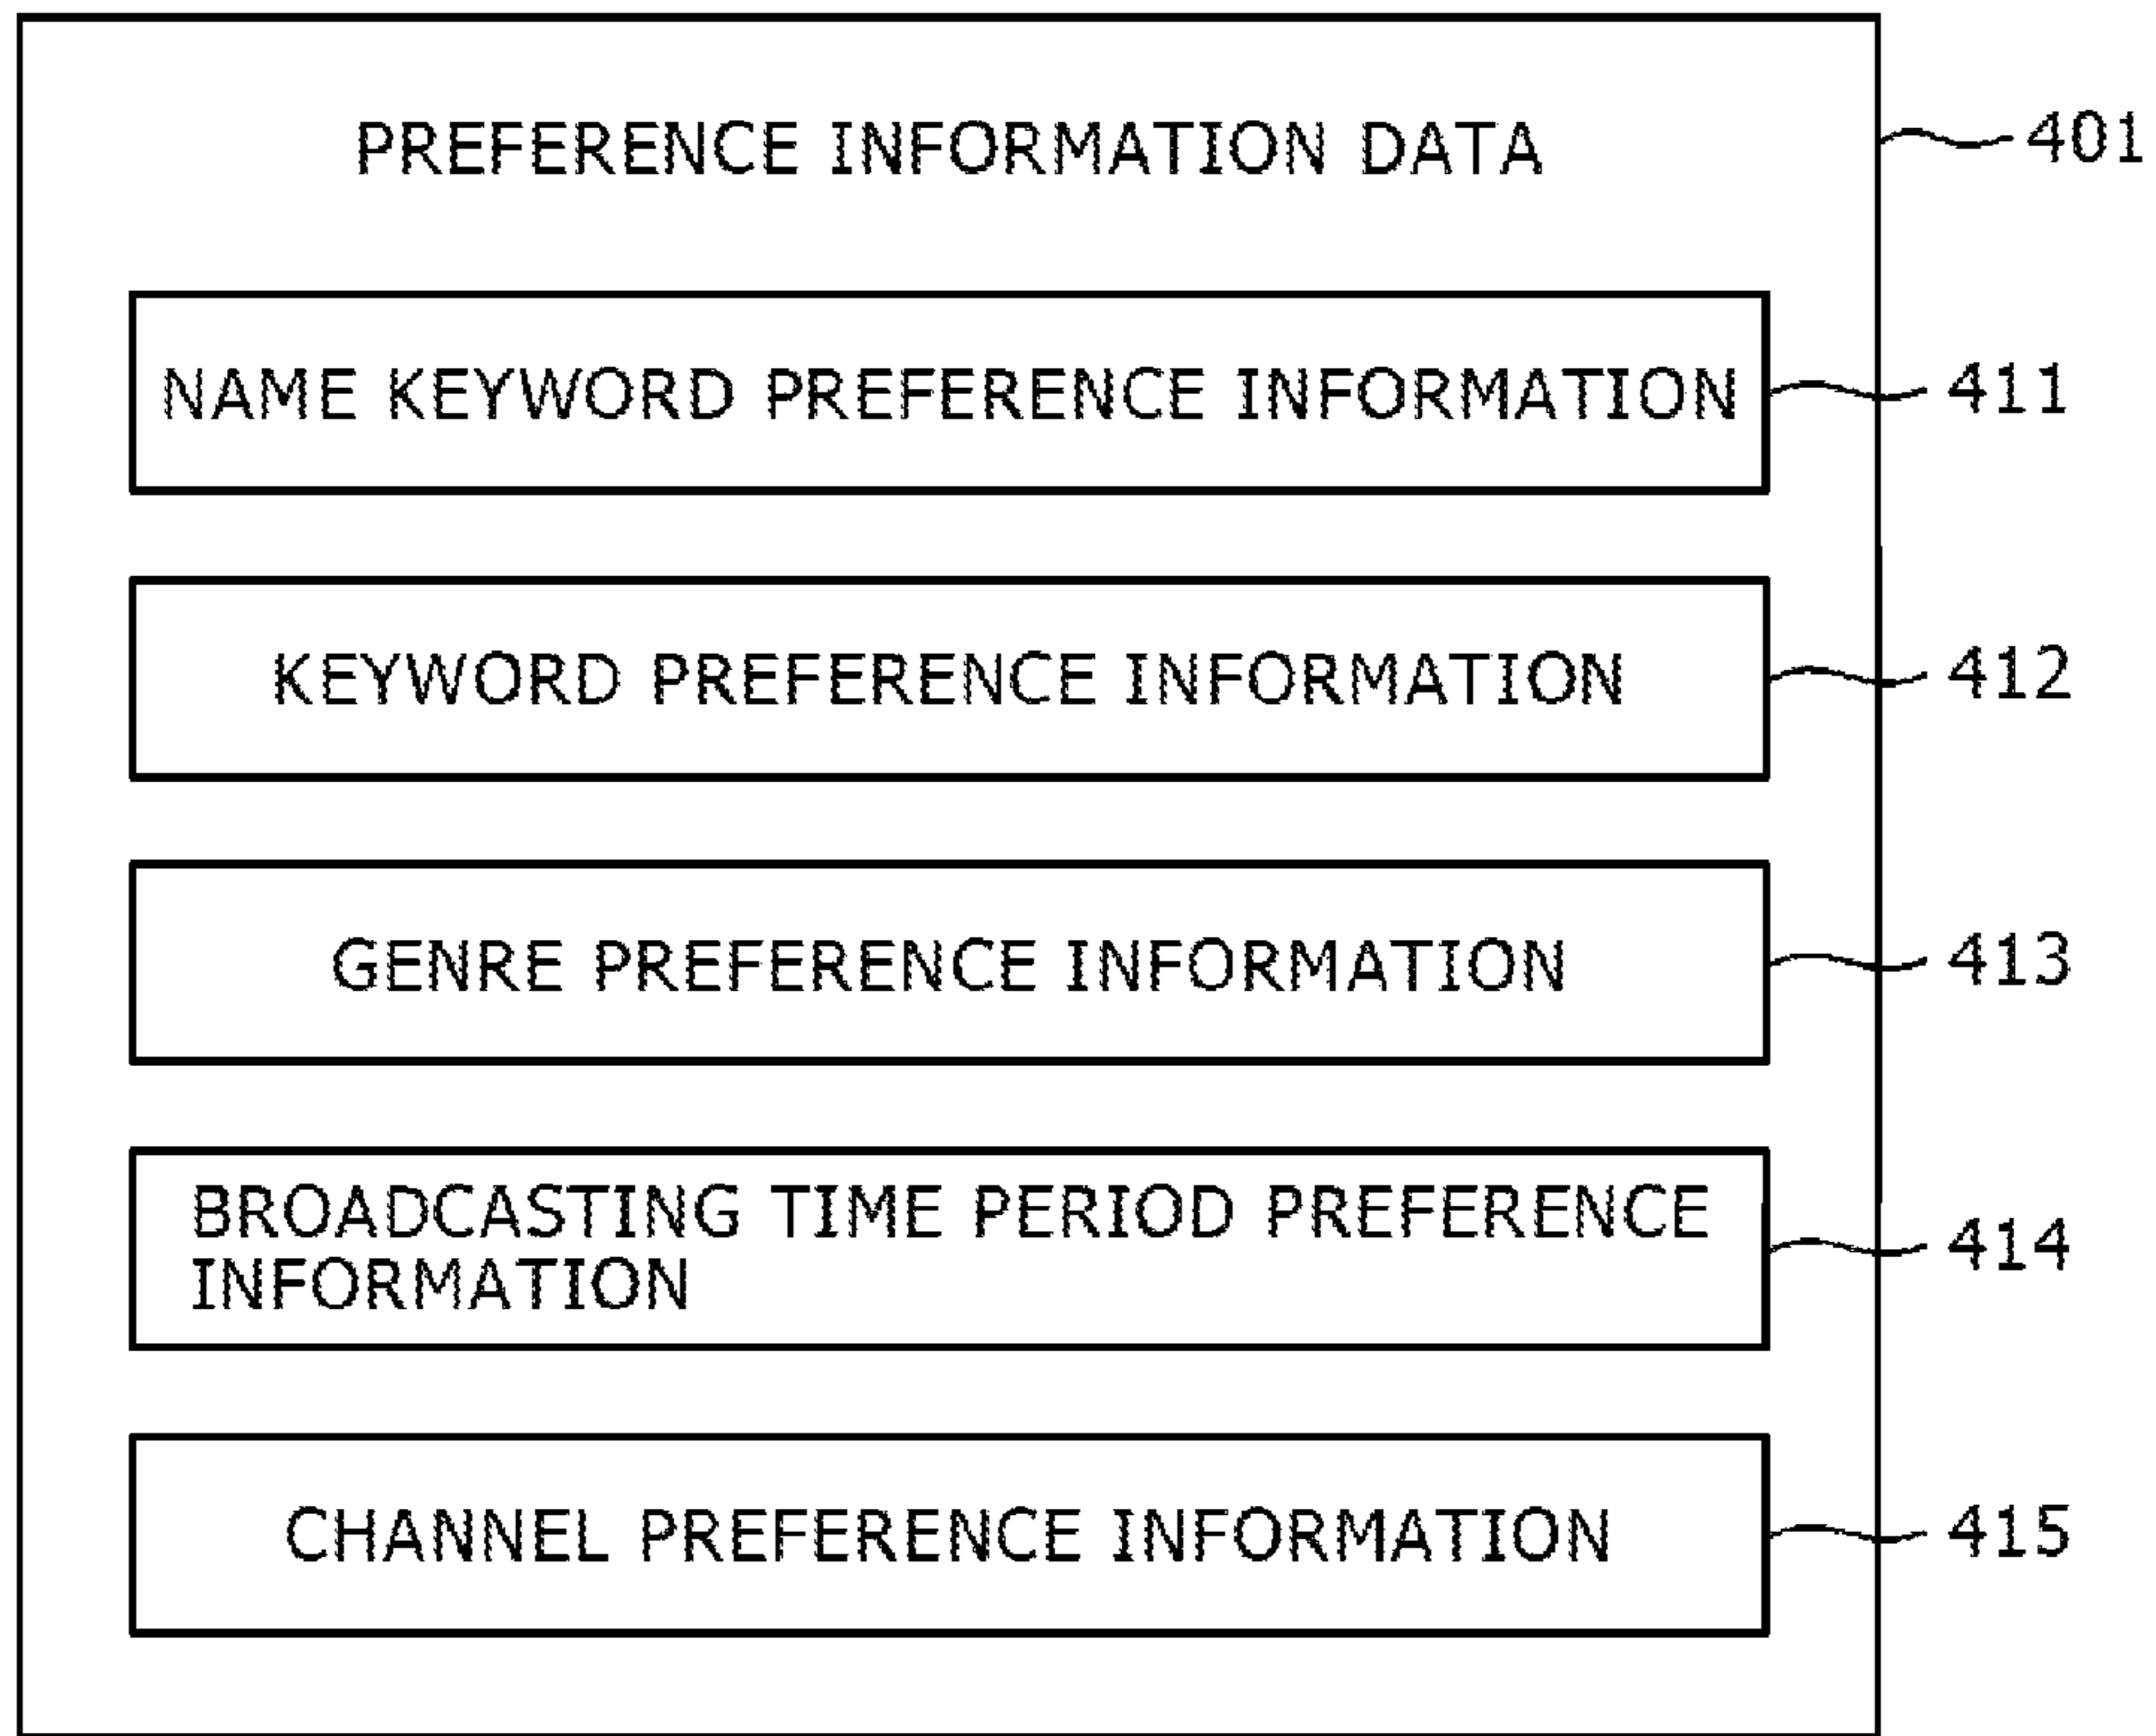 PREFERENCE INFORMATION DATA
401
NAME KEYWORD PREFERENCE INFORMATION
411
KEYWORD PREFERENCE INFORMATION
412
GENRE PREFERENCE INFORMATION
413
BROADCASTING TIME PERIOD PREFERENCE
INFORMATION
414
CHANNEL PREFERENCE INFORMATION
415